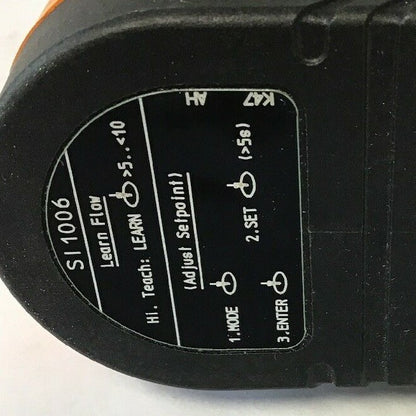 SI1006
Learn Flow
Hi. Teach: LEARN >5..<10
(Adjust Setpoint)
1.MODE 2.SET (>5s)
3.ENTER
AH K47